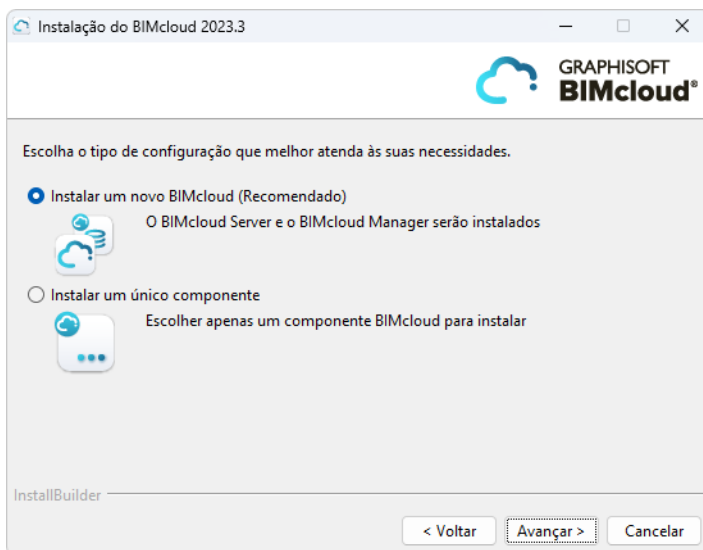 Instalação do BIMcloud 2023.3
GRAPHISOFT
BIMcloud®
Escolha o tipo de configuração que melhor atenda às suas necessidades.
Instalar um novo BIMcloud (Recomendado)
O BIMcloud Server e o BIMcloud Manager serão instalados
Instalar um único componente
Escolher apenas um componente BIMcloud para instalar
InstallBuilder
< Voltar Avançar > Cancelar